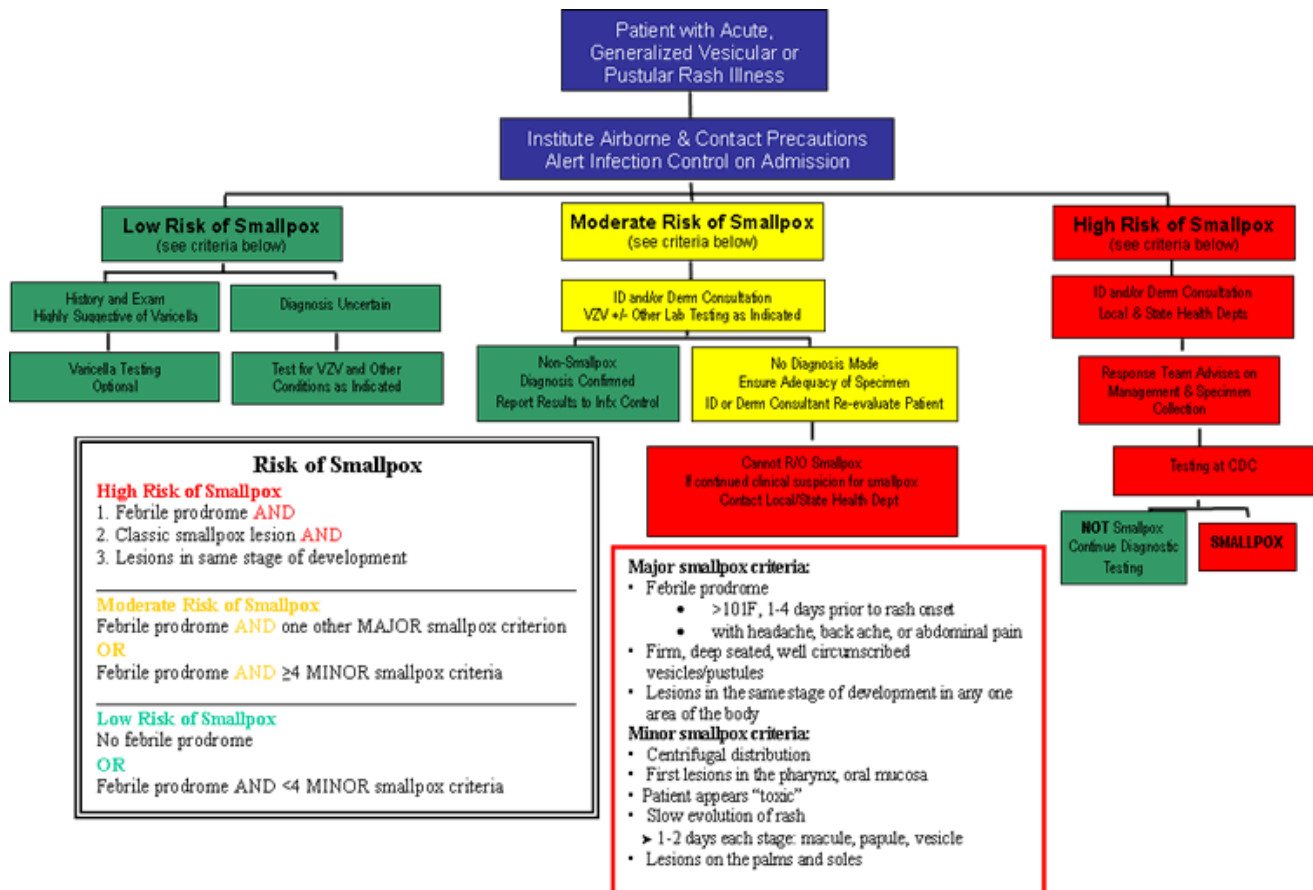 Patient with Acute,
Generalized Vesicular or
Pustular Rash Illness
Institute Airborne & Contact Precautions
Alert Infection Control on Admission
Low Risk of Smallpox
(see criteria below)
History and Exam
Highly Suggestive of Varicella
Diagnosis Uncertain
Varicella Testing
Optional
Test for VZV and Other
Conditions as Indicated
Moderate Risk of Smallpox
(see criteria below)
ID and/or Derm Consultation
VZV +/- Other Lab Testing as Indicated
Non-Smallpox
Diagnosis Confirmed
Report Results to Infx Control
No Diagnosis Made
Ensure Adequacy of Specimen
ID or Derm Consultant Re-evaluate Patient
Cannot R/O Smallpox
If continued clinical suspicion for smallpox
Contact Local/State Health Dept
High Risk of Smallpox
(see criteria below)
ID and/or Derm Consultation
Local & State Health Depts
Response Team Advises on
Management & Specimen
Collection
Testing at CDC
NOT Smallpox
Continue Diagnostic
Testing
SMALLPOX
Risk of Smallpox
High Risk of Smallpox
1. Febrile prodrome AND
2. Classic smallpox lesion AND
3. Lesions in same stage of development
Moderate Risk of Smallpox
Febrile prodrome AND one other MAJOR smallpox criterion
OR
Febrile prodrome AND ≥4 MINOR smallpox criteria
Low Risk of Smallpox
No febrile prodrome
OR
Febrile prodrome AND <4 MINOR smallpox criteria
Major smallpox criteria:
• Febrile prodrome
• >101F, 1-4 days prior to rash onset
• with headache, back ache, or abdominal pain
• Firm, deep seated, well circumscribed
vesicles/pustules
• Lesions in the same stage of development in any one
area of the body
Minor smallpox criteria:
• Centrifugal distribution
• First lesions in the pharynx, oral mucosa
• Patient appears "toxic"
• Slow evolution of rash
➤ 1-2 days each stage: macule, papule, vesicle
• Lesions on the palms and soles